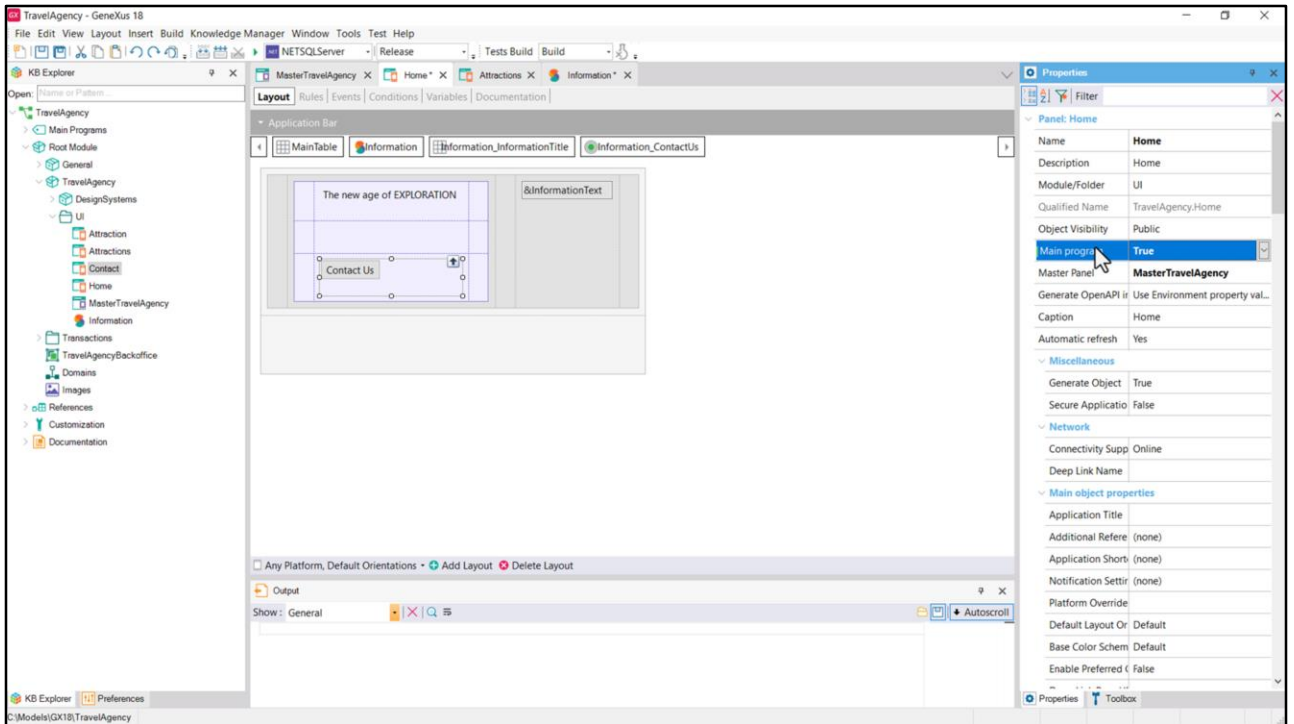 TravelAgency - GeneXus 18
File Edit View Layout Insert Build Knowledge Manager Window Tools Test Help
NETSQLServer Release Tests Build Build
KB Explorer
Open: Name or Pattern...
TravelAgency
Main Programs
Root Module
General
TravelAgency
DesignSystems
UI
Attraction
Attractions
Contact
Home
MasterTravelAgency
Information
Transactions
TravelAgencyBackoffice
Domains
Images
References
Customization
Documentation
KB Explorer Preferences
C:\Models\GX18\TravelAgency
MasterTravelAgency X Home* X Attractions X Information* X
Layout Rules Events Conditions Variables Documentation
Application Bar
MainTable Information Information_InformationTitle Information_ContactUs
The new age of EXPLORATION
&InformationText
Contact Us
Any Platform, Default Orientations Add Layout Delete Layout
Output
Show: General Autoscroll
Properties
Filter
Panel: Home
Name Home
Description Home
Module/Folder UI
Qualified Name TravelAgency.Home
Object Visibility Public
Main program True
Master Panel MasterTravelAgency
Generate OpenAPI ir Use Environment property val...
Caption Home
Automatic refresh Yes
Miscellaneous
Generate Object True
Secure Applicatio False
Network
Connectivity Supp Online
Deep Link Name
Main object properties
Application Title
Additional Refere (none)
Application Short (none)
Notification Settir (none)
Platform Override
Default Layout Or Default
Base Color Schem Default
Enable Preferred ( False
Properties Toolbox